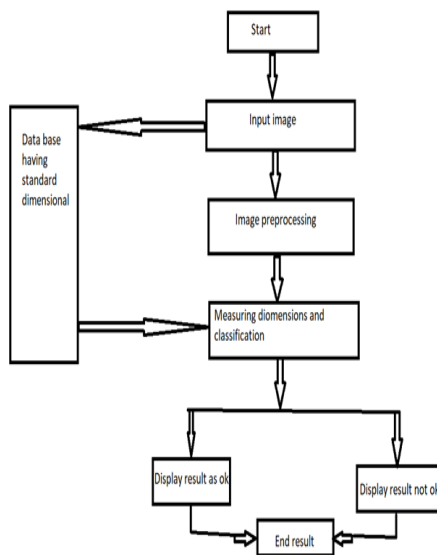 Start
Input image
Data base
having
standard
dimensional
Image preprocessing
Measuring diomensions and
classification
Display result as ok
Display result not ok
End result